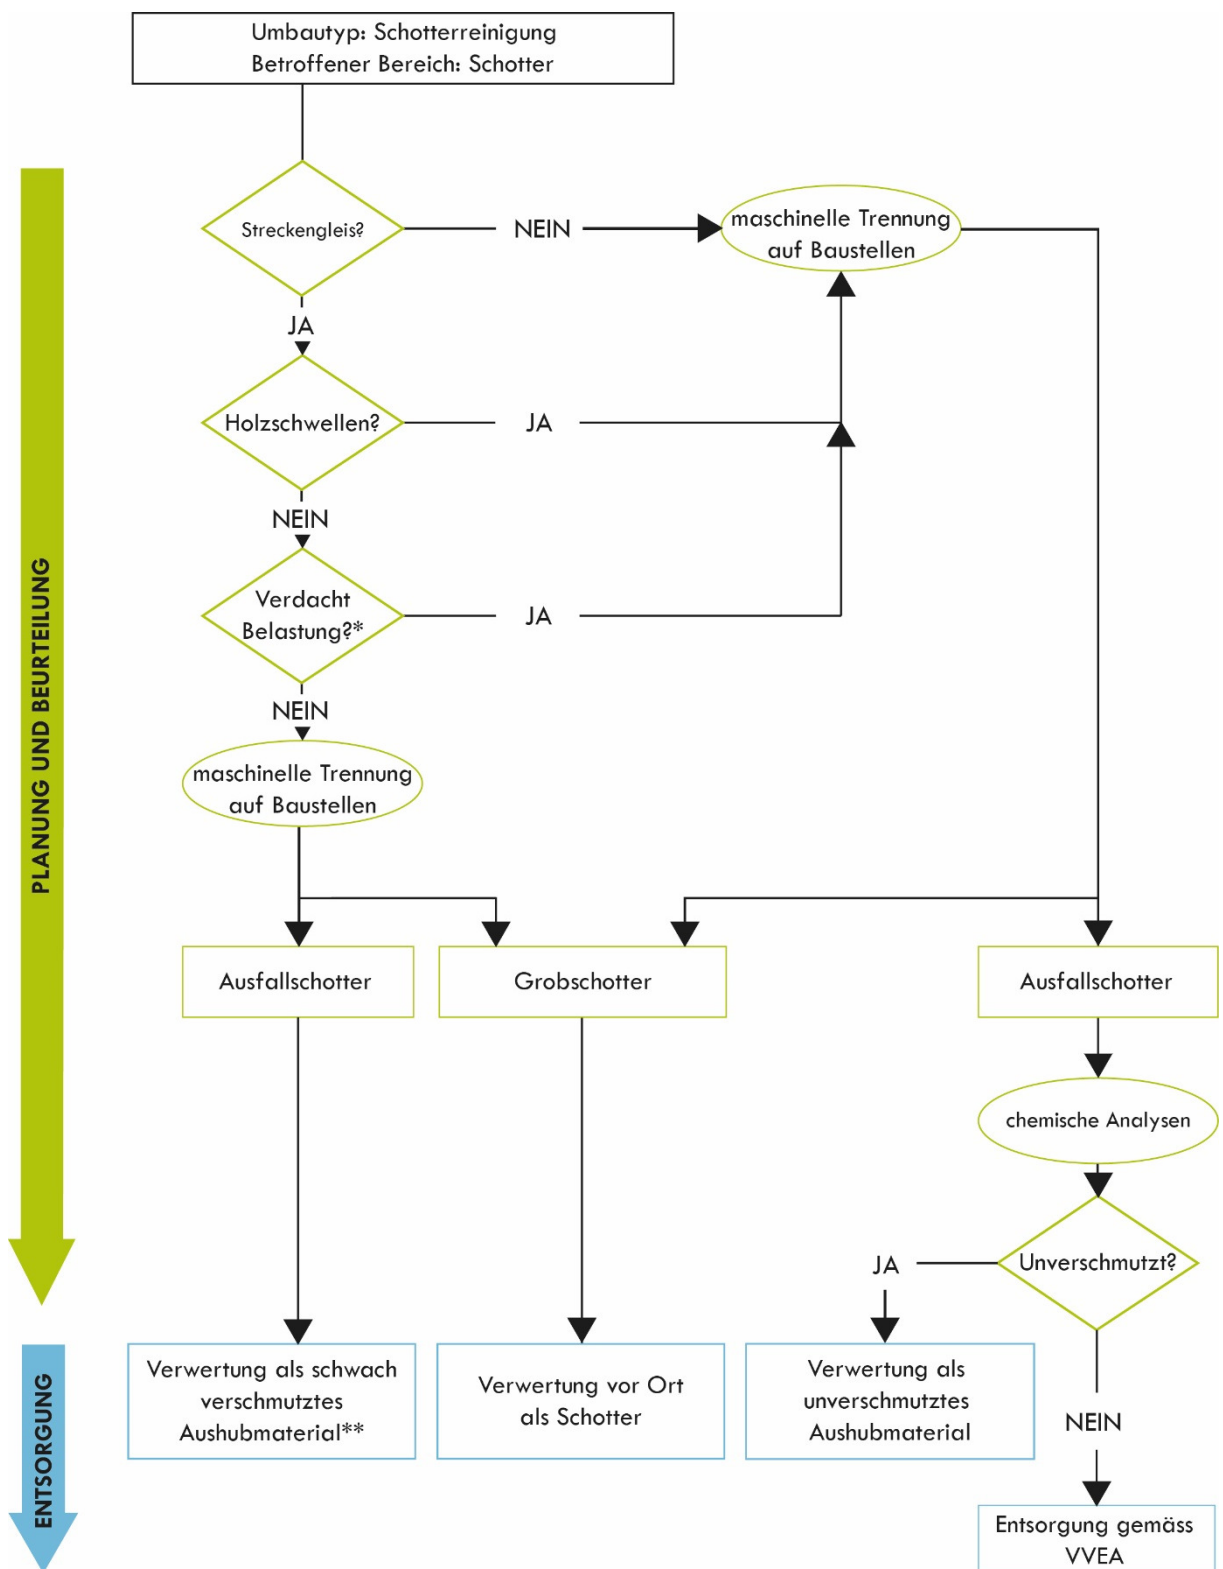 Umbautyp: Schotterreinigung
Betroffener Bereich: Schotter
Streckengleis?
NEIN
maschinelle Trennung
auf Baustellen
JA
Holzschwellen?
JA
NEIN
Verdacht
Belastung?*
JA
NEIN
maschinelle Trennung
auf Baustellen
PLANUNG UND BEURTEILUNG
Ausfallschotter
Grobschotter
Ausfallschotter
chemische Analysen
Unverschmutzt?
JA
NEIN
ENTSORGUNG
Verwertung als schwach
verschmutztes
Aushubmaterial**
Verwertung vor Ort
als Schotter
Verwertung als
unverschmutztes
Aushubmaterial
Entsorgung gemäss
VVEA